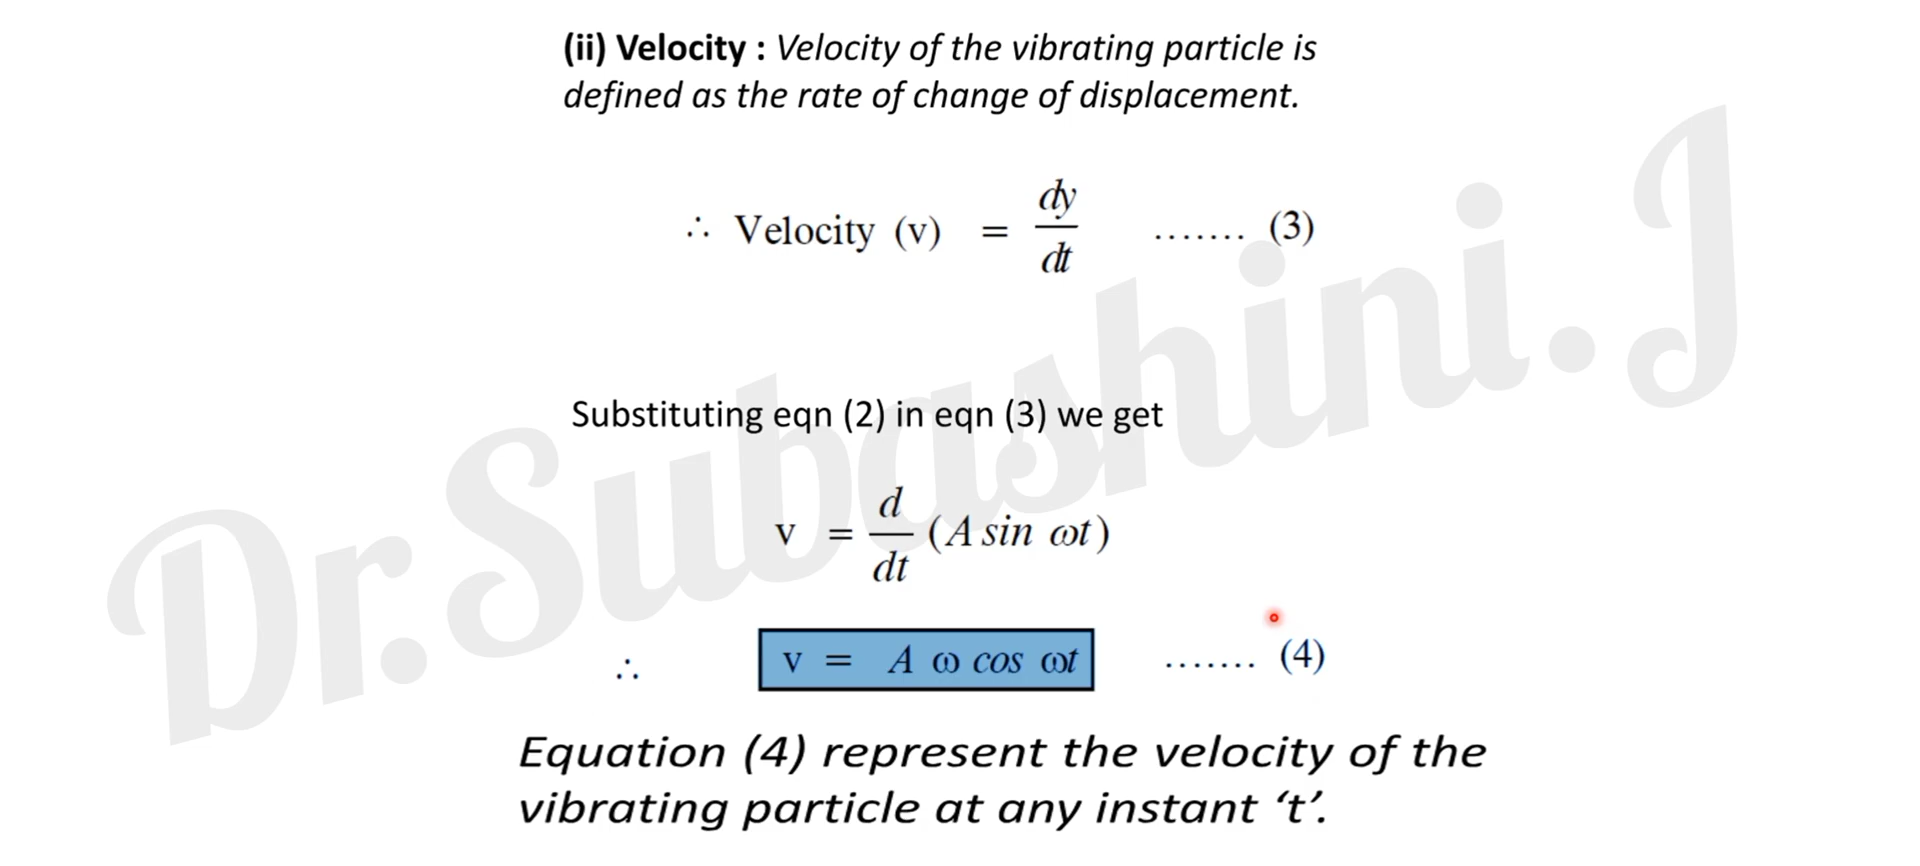 (ii) Velocity : Velocity of the vibrating particle is
defined as the rate of change of displacement.
∴ Velocity (v) = dy/dt ....... (3)
Substituting eqn (2) in eqn (3) we get
v = d/dt (A sin ωt)
∴ v = A ω cos ωt ....... (4)
Equation (4) represent the velocity of the
vibrating particle at any instant ‘t’.
Dr.Subashini.J